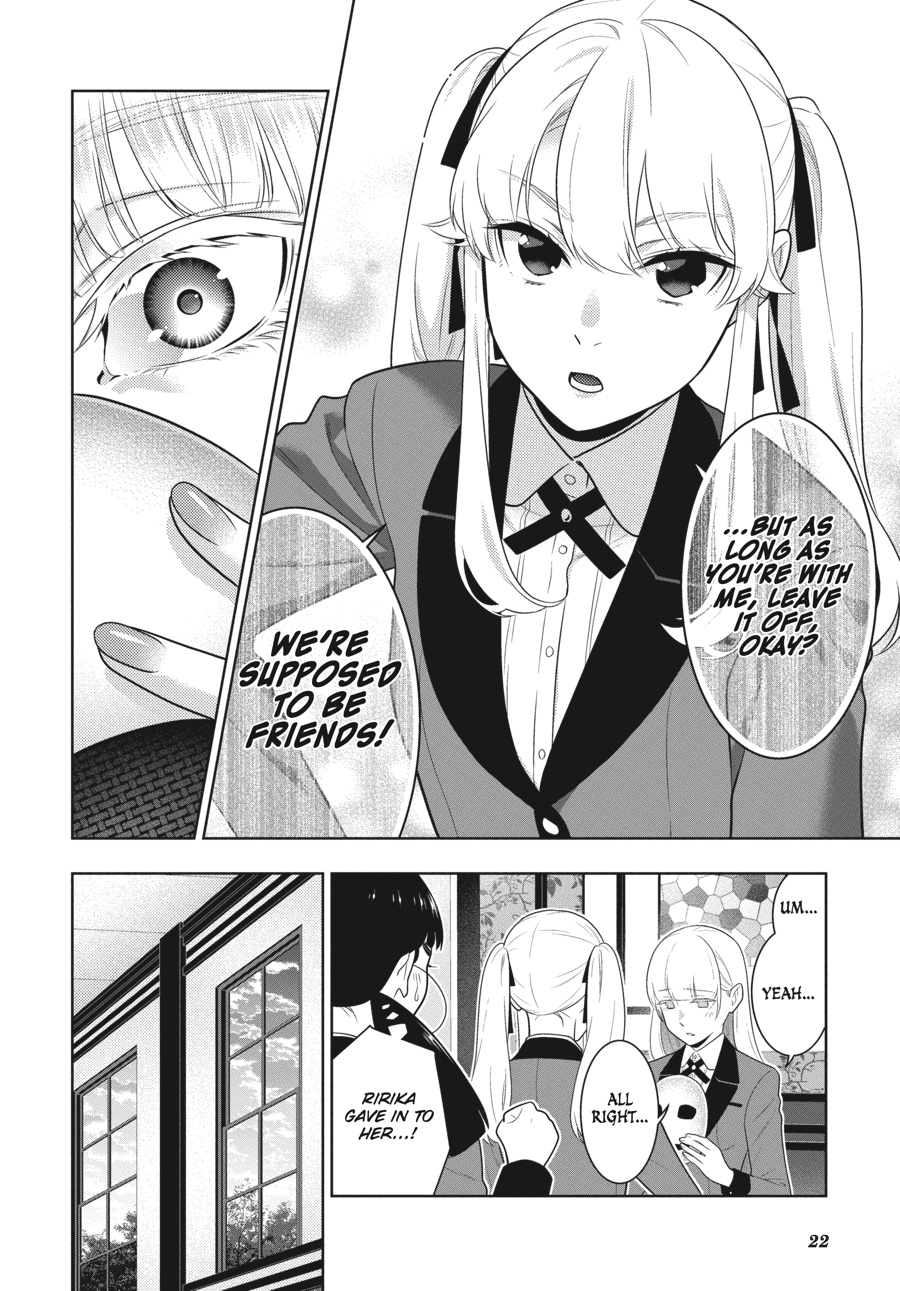 ...BUT AS
LONG AS
YOU'RE WITH
ME, LEAVE
IT OFF,
OKAY?
WE'RE
SUPPOSED
TO BE
FRIENDS!
UM...
YEAH...
ALL
RIGHT...
RIRIKA
GAVE IN TO
HER...!
22